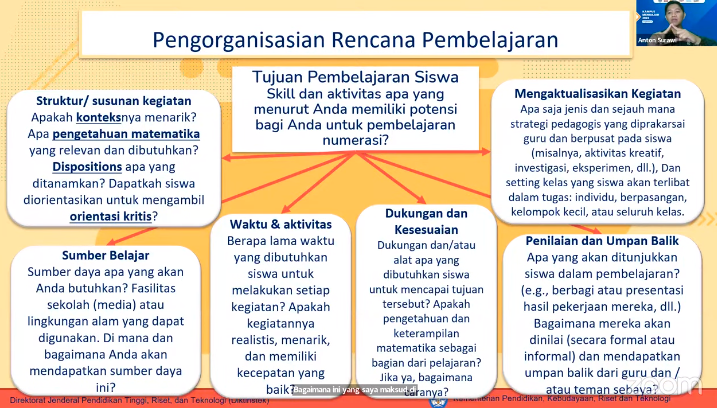 Pengorganisasian Rencana Pembelajaran
Anton Surawi
Tujuan Pembelajaran Siswa
Skill dan aktivitas apa yang
menurut Anda memiliki potensi
bagi Anda untuk pembelajaran
numerasi?
Struktur/ susunan kegiatan
Apakah konteksnya menarik?
Apa pengetahuan matematika
yang relevan dan dibutuhkan?
Dispositions apa yang
ditanamkan? Dapatkah siswa
diorientasikan untuk mengambil
orientasi kritis?
Mengaktualisasikan Kegiatan
Apa saja jenis dan sejauh mana
strategi pedagogis yang diprakarsai
guru dan berpusat pada siswa
(misalnya, aktivitas kreatif,
investigasi, eksperimen, dll.), Dan
setting kelas yang siswa akan terlibat
dalam tugas: individu, berpasangan,
kelompok kecil, atau seluruh kelas.
Sumber Belajar
Sumber daya apa yang akan
Anda butuhkan? Fasilitas
sekolah (media) atau
lingkungan alam yang dapat
digunakan. Di mana dan
bagaimana Anda akan
mendapatkan sumber daya
ini?
Waktu & aktivitas
Berapa lama waktu
yang dibutuhkan
siswa untuk
melakukan setiap
kegiatan? Apakah
kegiatannya
realistis, menarik,
dan memiliki
kecepatan yang
baik?
Dukungan dan
Kesesuaian
Dukungan dan/atau
alat apa yang
dibutuhkan siswa
untuk mencapai tujuan
tersebut? Apakah
pengetahuan dan
keterampilan
matematika sebagai
bagian dari pelajaran?
Jika ya, bagaimana
caranya?
Penilaian dan Umpan Balik
Apa yang akan ditunjukkan
siswa dalam pembelajaran?
(e.g., berbagi atau presentasi
hasil pekerjaan mereka, dll.)
Bagaimana mereka akan
dinilai (secara formal atau
informal) dan mendapatkan
umpan balik dari guru dan /
atau teman sebaya?
Bagaimana ini yang saya maksud di
zoom
Direktorat Jenderal Pendidikan Tinggi, Riset, dan Teknologi (Diktiristek)
Kementerian Pendidikan, Kebudayaan, Riset, dan Teknologi